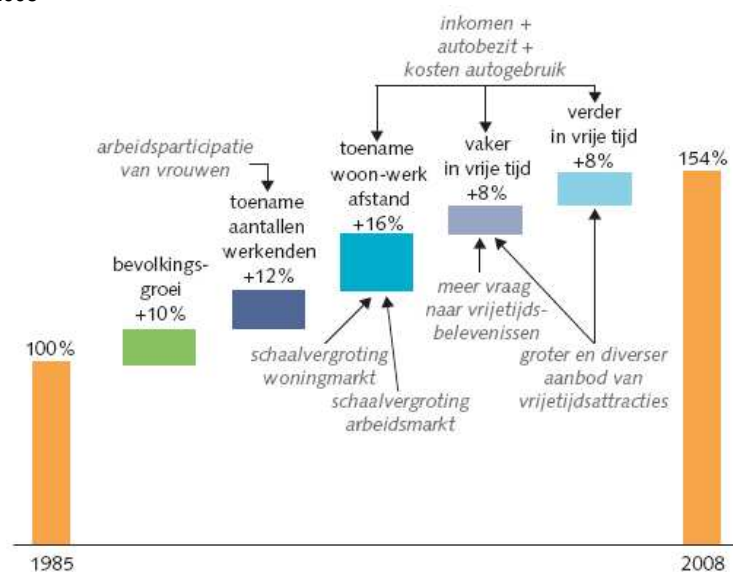 inkomen +
autobezit +
kosten autogebruik
arbeidsparticipatie
van vrouwen
bevolkings-
groei
+10%
toename
aantallen
werkenden
+12%
toename
woon-werk
afstand
+16%
vaker
in vrije tijd
+8%
verder
in vrije tijd
+8%
154%
100%
schaalvergroting
woningmarkt
schaalvergroting
arbeidsmarkt
meer vraag
naar vrijetijds-
belevenissen
groter en diverser
aanbod van
vrijetijdsattracties
1985
2008